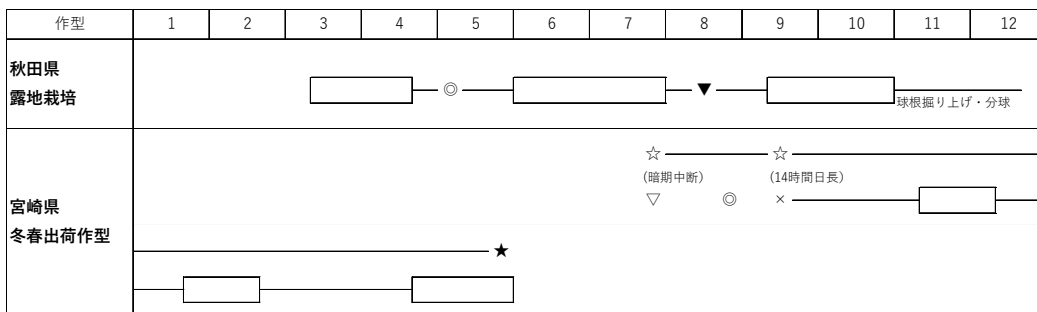 作型 1 2 3 4 5 6 7 8 9 10 11 12
秋田県
露地栽培
◎ ▼
球根掘り上げ・分球
宮崎県
冬春出荷作型
☆ ☆
(暗期中断) (14時間日長)
▽ ◎ ×
★